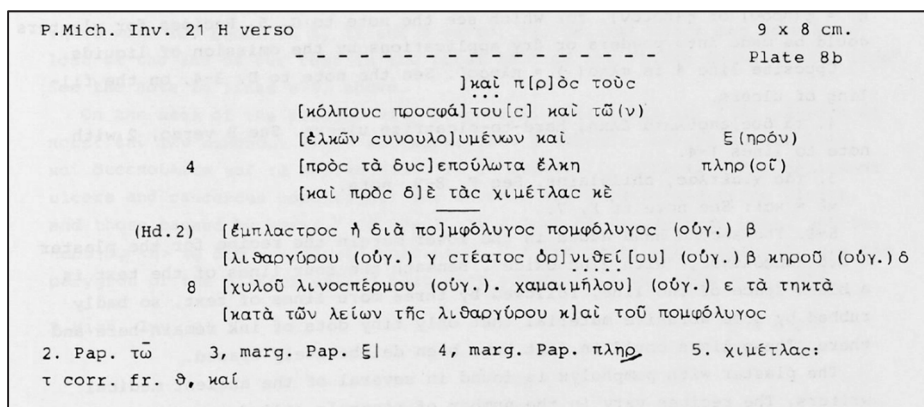 P.Mich. Inv. 21 H verso 9 x 8 cm.
Plate 8b
– – – – – – – – – – – – – – –
]καὶ π[ρ]ὸς τοὺς
[κόλπους προσφά]του[ς] καὶ τῶ(ν)
[ἑλκῶν συνουλο]υμένων καὶ ξ(ηρόν)
4 [πρὸς τὰ δυς]επούλωτα ἕλκη πληρ(οῖ)
[καὶ πρὸς δ]ὲ τὰς χιμέτλας κὲ
(Hd.2) [ἔμπλαστρος ἡ διὰ πο]μφόλυγος πομφόλυγος (οὐγ.) β
[λιθαργύρου (οὐγ.) γ στέατος ὀρ]νιθεί[ου] (οὐγ.) β κηροῦ (οὐγ.) δ
8 [χυλοῦ λινοσπέρμου (οὐγ). χαμαιμήλου] (οὐγ.) ε τὰ τηκτὰ
[κατὰ τῶν λείων τῆς λιθαργύρου κ]αὶ τοῦ πομφόλυγος
2. Pap. τω̄ 3, marg. Pap. ξ| 4, marg. Pap. πληρ 5. χιμέτλας:
τ corr. fr. θ, καί